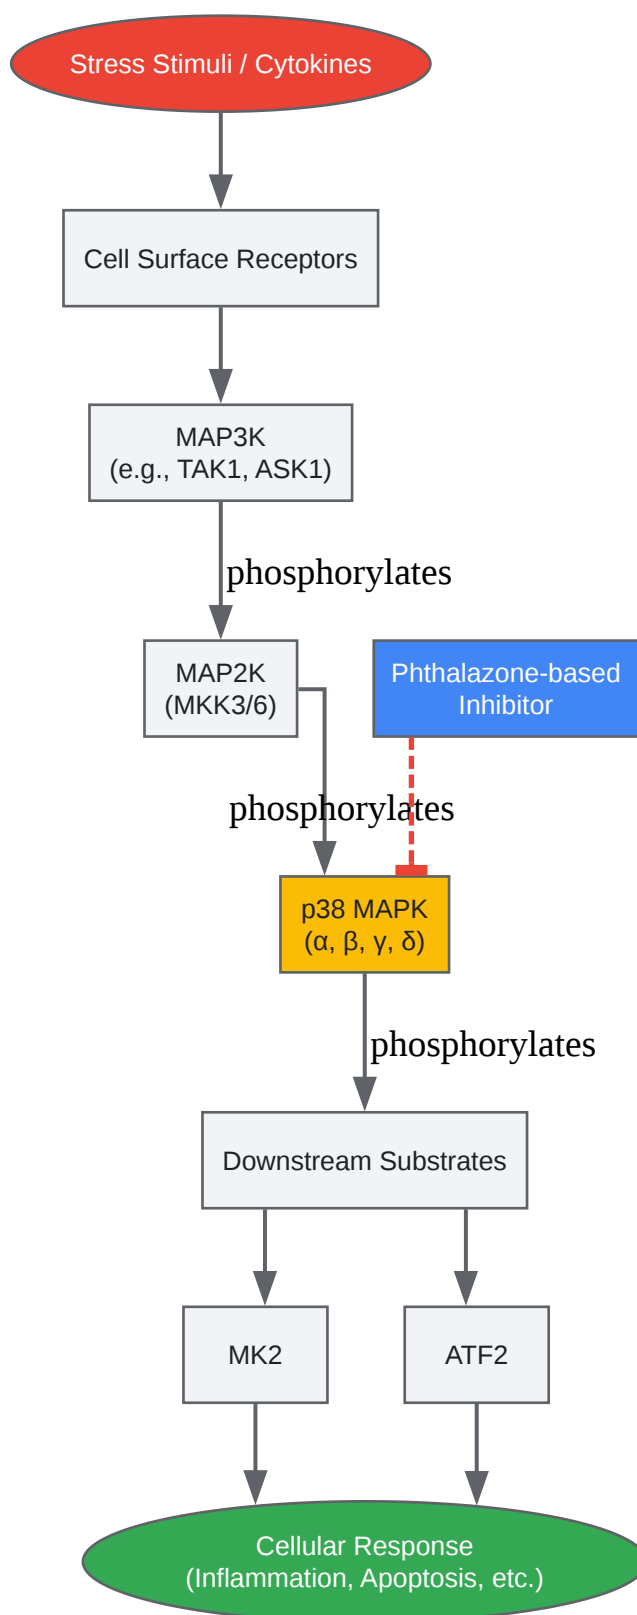 Stress Stimuli / Cytokines
Cell Surface Receptors
MAP3K
(e.g., TAK1, ASK1)
phosphorylates
MAP2K
(MKK3/6)
Phthalazone-based
Inhibitor
phosphorylates
p38 MAPK
(α, β, γ, δ)
phosphorylates
Downstream Substrates
MK2
ATF2
Cellular Response
(Inflammation, Apoptosis, etc.)